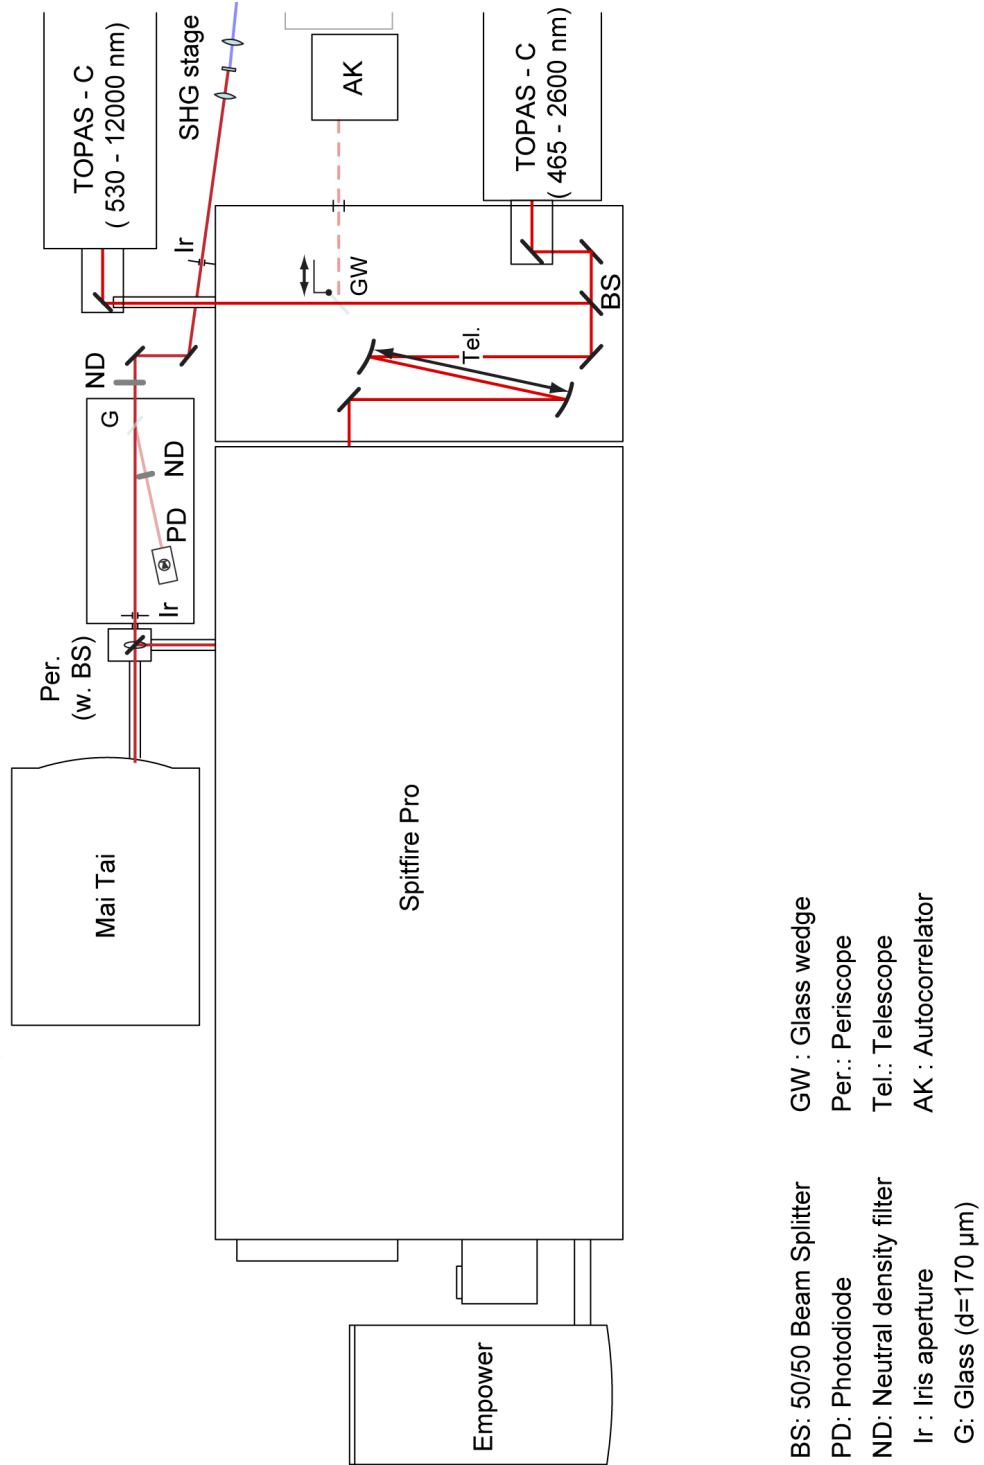 TOPAS - C
( 530 - 12000 nm)
SHG stage
AK
TOPAS - C
( 465 - 2600 nm)
Ir
GW
BS
Tel.
ND
G
ND
PD
Ir
Per.
(w. BS)
Mai Tai
Spitfire Pro
Empower
BS: 50/50 Beam Splitter
PD: Photodiode
ND: Neutral density filter
Ir : Iris aperture
G: Glass (d=170 µm)
GW : Glass wedge
Per.: Periscope
Tel.: Telescope
AK : Autocorrelator